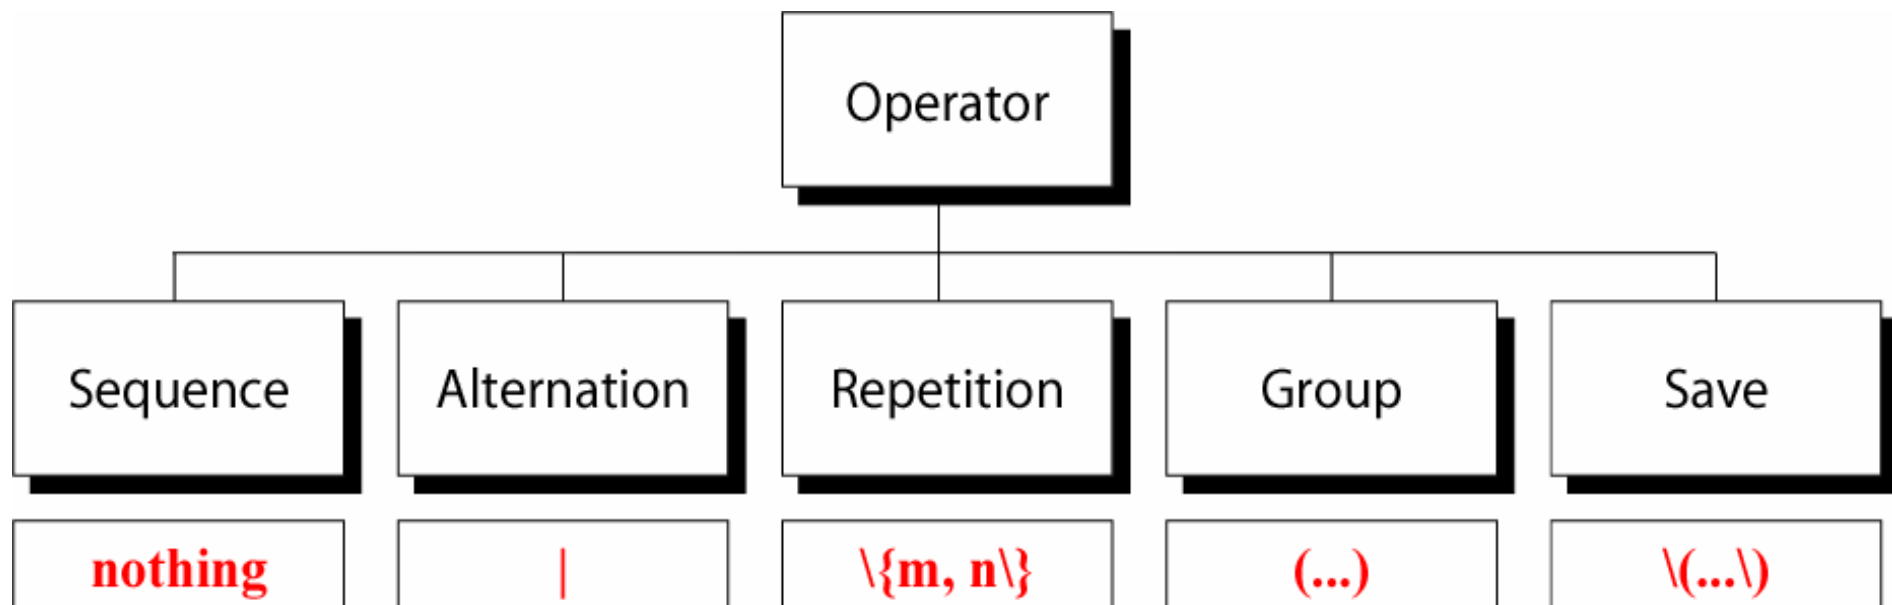 Operator
Sequence Alternation Repetition Group Save
nothing | \{m, n\} (...) \(...\)